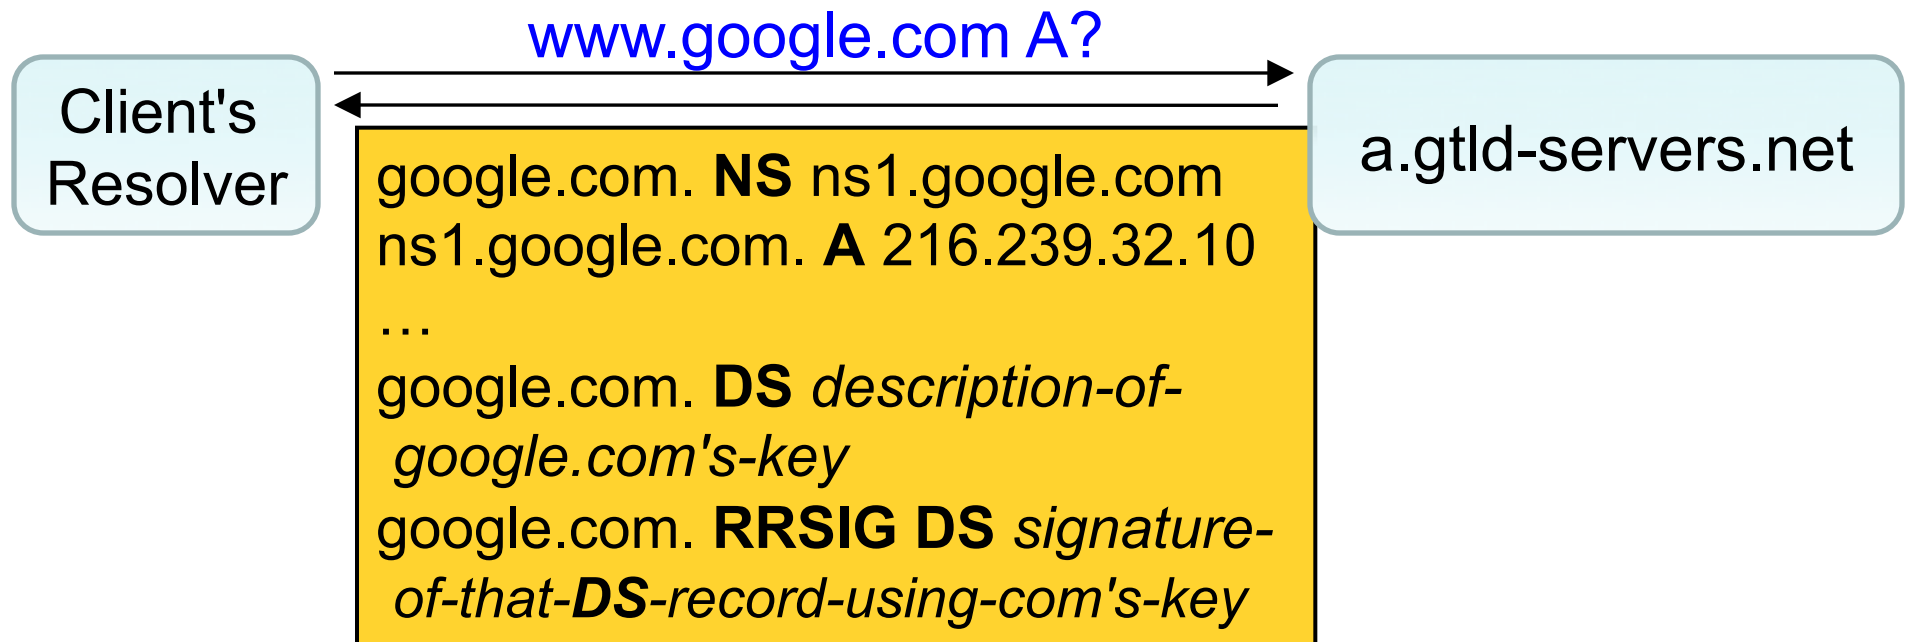 www.google.com A?
Client's
Resolver
a.gtld-servers.net
google.com. NS ns1.google.com
ns1.google.com. A 216.239.32.10
…
google.com. DS description-of-
google.com's-key
google.com. RRSIG DS signature-
of-that-DS-record-using-com's-key